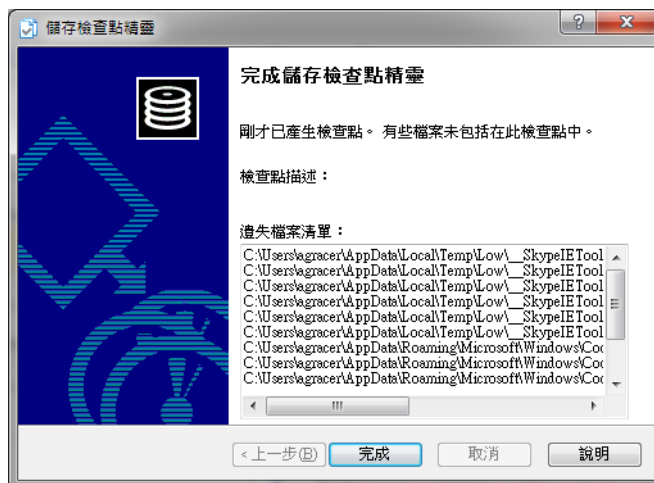 儲存檢查點精靈
完成儲存檢查點精靈
剛才已產生檢查點。 有些檔案未包括在此檢查點中。
檢查點描述：
遺失檔案清單：
C:\Users\agracer\AppData\Local\Temp\Low\__SkypeIETool
C:\Users\agracer\AppData\Local\Temp\Low\__SkypeIETool
C:\Users\agracer\AppData\Local\Temp\Low\__SkypeIETool
C:\Users\agracer\AppData\Local\Temp\Low\__SkypeIETool
C:\Users\agracer\AppData\Local\Temp\Low\__SkypeIETool
C:\Users\agracer\AppData\Local\Temp\Low\__SkypeIETool
C:\Users\agracer\AppData\Roaming\Microsoft\Windows\Coo
C:\Users\agracer\AppData\Roaming\Microsoft\Windows\Coo
C:\Users\agracer\AppData\Roaming\Microsoft\Windows\Coo
<上一步(B) 完成 取消 說明